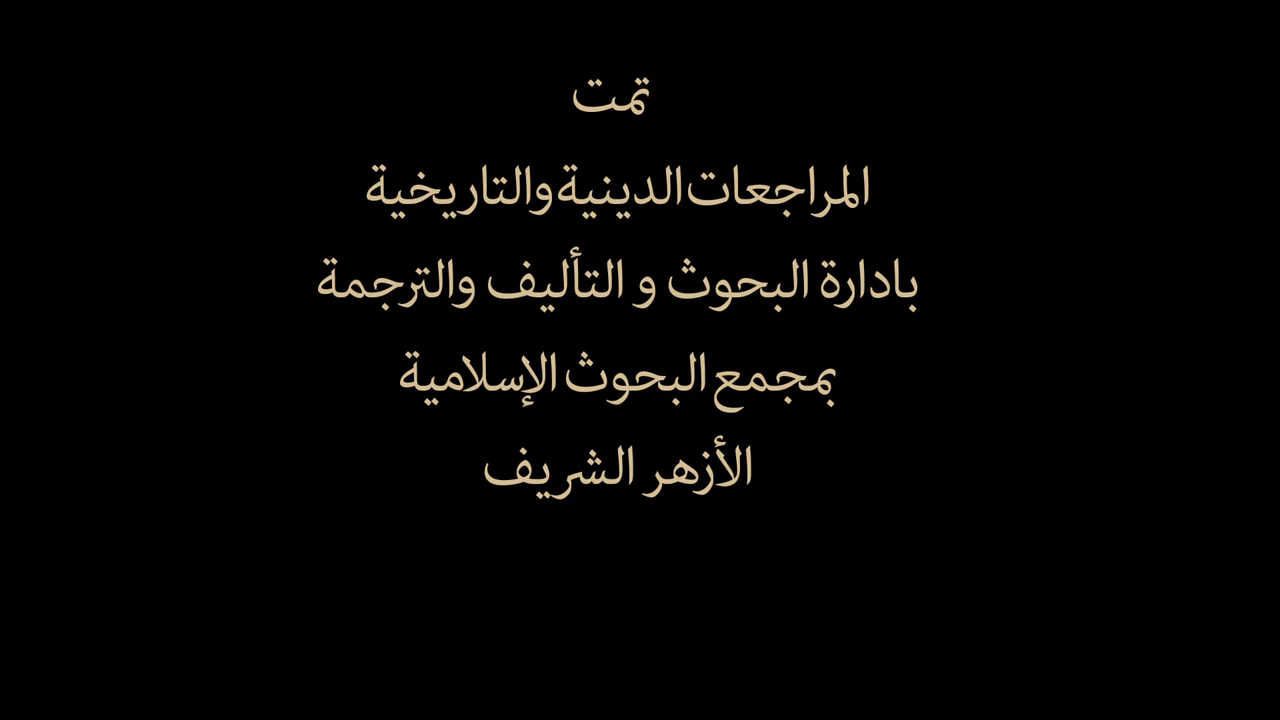 تمت
المراجعات الدينية والتاريخية
بادارة البحوث و التأليف والترجمة
بمجمع البحوث الإسلامية
الأزهر الشريف